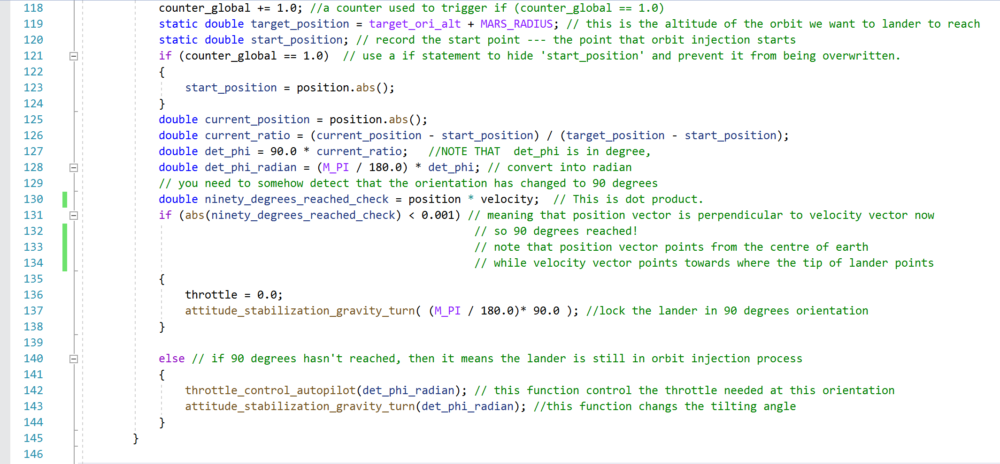 118 counter_global += 1.0; //a counter used to trigger if (counter_global == 1.0)
119 static double target_position = target_ori_alt + MARS_RADIUS; // this is the altitude of the orbit we want to lander to reach
120 static double start_position; // record the start point --- the point that orbit injection starts
121 if (counter_global == 1.0)  // use a if statement to hide 'start_position' and prevent it from being overwritten.
122 {
123     start_position = position.abs();
124 }
125 double current_position = position.abs();
126 double current_ratio = (current_position - start_position) / (target_position - start_position);
127 double det_phi = 90.0 * current_ratio;   //NOTE THAT  det_phi is in degree,
128 double det_phi_radian = (M_PI / 180.0) * det_phi; // convert into radian
129 // you need to somehow detect that the orientation has changed to 90 degrees
130 double ninety_degrees_reached_check = position * velocity;  // This is dot product.
131 if (abs(ninety_degrees_reached_check) < 0.001) // meaning that position vector is perpendicular to velocity vector now
132 // so 90 degrees reached!
133 // note that position vector points from the centre of earth
134 // while velocity vector points towards where the tip of lander points
135 {
136     throttle = 0.0;
137     attitude_stabilization_gravity_turn( (M_PI / 180.0)* 90.0 ); //lock the lander in 90 degrees orientation
138 }
139
140 else // if 90 degrees hasn't reached, then it means the lander is still in orbit injection process
141 {
142     throttle_control_autopilot(det_phi_radian); // this function control the throttle needed at this orientation
143     attitude_stabilization_gravity_turn(det_phi_radian); //this function changs the tilting angle
144 }
145 }
146